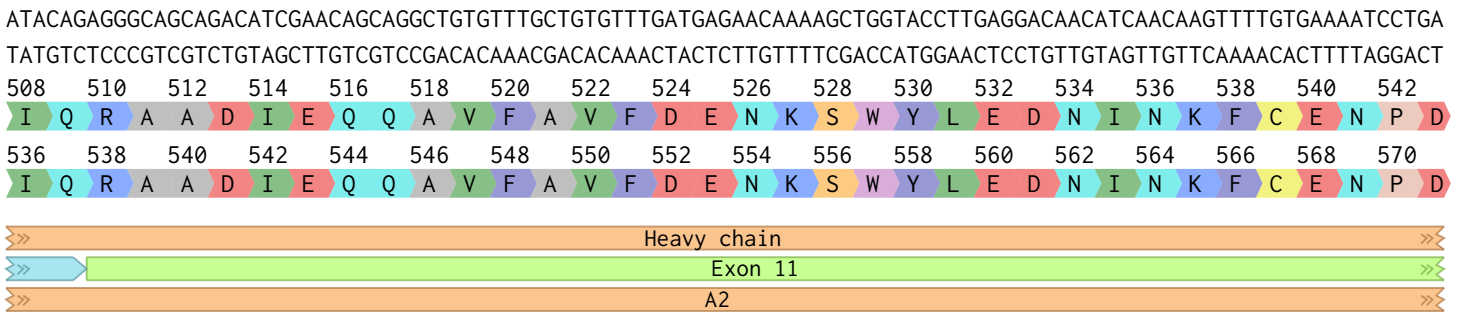 ATACAGAGGGCAGCAGACATCGAACAGCAGGCTGTGTTTGCTGTGTTTGATGAGAACAAAAGCTGGTACCTTGAGGACAACATCAACAAGTTTTGTGAAAATCCTGA
TATGTCTCCCGTCGTCTGTAGCTTGTCGTCCGACACAAACGACACAAACTACTCTTGTTTTCGACCATGGAACTCCTGTTGTAGTTGTTCAAAACACTTTTAGGACT
508 510 512 514 516 518 520 522 524 526 528 530 532 534 536 538 540 542
I Q R A A D I E Q Q A V F A V F D E N K S W Y L E D N I N K F C E N P D
536 538 540 542 544 546 548 550 552 554 556 558 560 562 564 566 568 570
I Q R A A D I E Q Q A V F A V F D E N K S W Y L E D N I N K F C E N P D
Heavy chain
Exon 11
A2